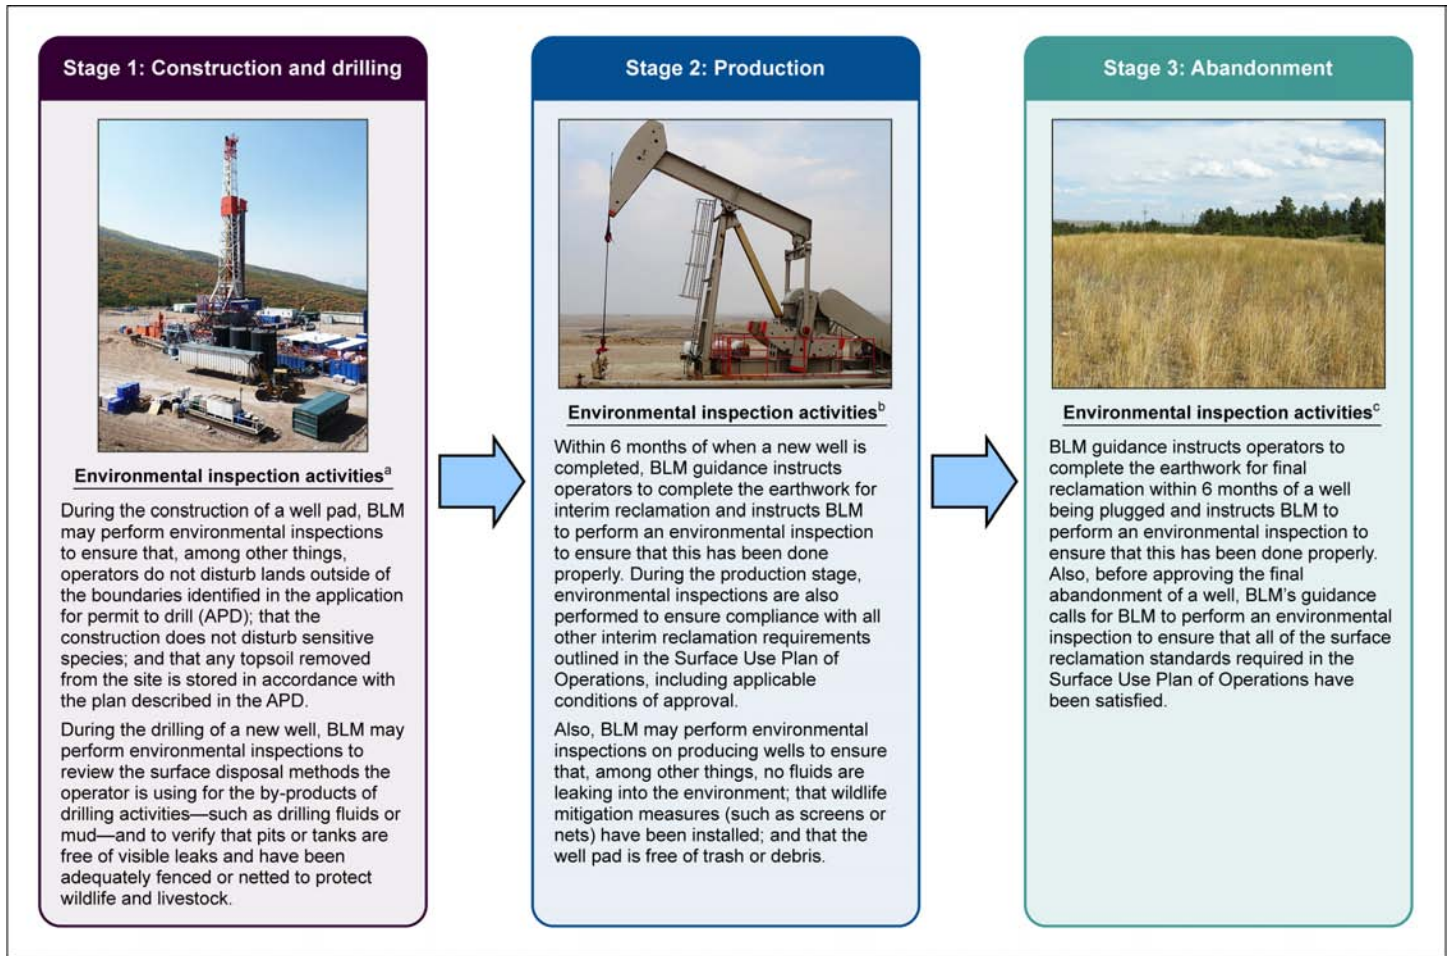 Stage 1: Construction and drilling
Environmental inspection activitiesa
During the construction of a well pad, BLM
may perform environmental inspections
to ensure that, among other things,
operators do not disturb lands outside of
the boundaries identified in the application
for permit to drill (APD); that the
construction does not disturb sensitive
species; and that any topsoil removed
from the site is stored in accordance with
the plan described in the APD.
During the drilling of a new well, BLM may
perform environmental inspections to
review the surface disposal methods the
operator is using for the by-products of
drilling activities—such as drilling fluids or
mud—and to verify that pits or tanks are
free of visible leaks and have been
adequately fenced or netted to protect
wildlife and livestock.
Stage 2: Production
Environmental inspection activitiesb
Within 6 months of when a new well is
completed, BLM guidance instructs
operators to complete the earthwork for
interim reclamation and instructs BLM
to perform an environmental inspection
to ensure that this has been done
properly. During the production stage,
environmental inspections are also
performed to ensure compliance with all
other interim reclamation requirements
outlined in the Surface Use Plan of
Operations, including applicable
conditions of approval.
Also, BLM may perform environmental
inspections on producing wells to ensure
that, among other things, no fluids are
leaking into the environment; that wildlife
mitigation measures (such as screens or
nets) have been installed; and that the
well pad is free of trash or debris.
Stage 3: Abandonment
Environmental inspection activitiesc
BLM guidance instructs operators to
complete the earthwork for final
reclamation within 6 months of a well
being plugged and instructs BLM to
perform an environmental inspection to
ensure that this has been done properly.
Also, before approving the final
abandonment of a well, BLM's guidance
calls for BLM to perform an environmental
inspection to ensure that all of the surface
reclamation standards required in the
Surface Use Plan of Operations have
been satisfied.